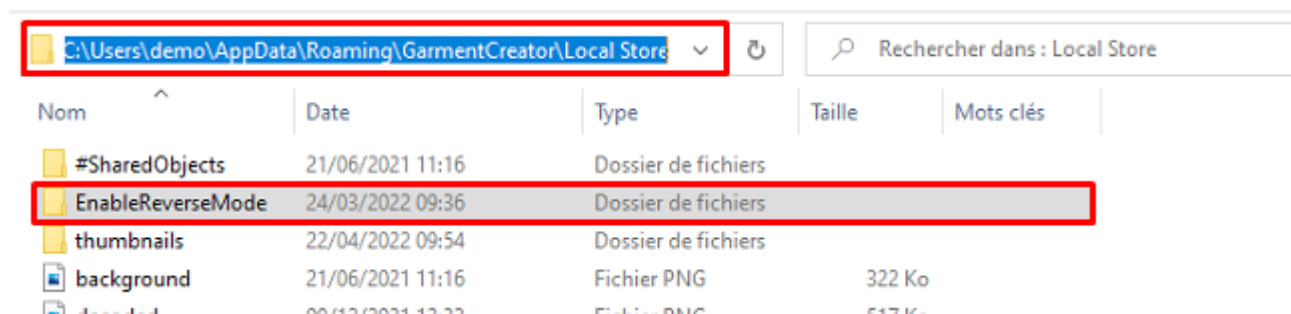 C:\Users\demo\AppData\Roaming\GarmentCreator\Local Store Rechercher dans : Local Store
Nom Date Type Taille Mots clés
#SharedObjects 21/06/2021 11:16 Dossier de fichiers
EnableReverseMode 24/03/2022 09:36 Dossier de fichiers
thumbnails 22/04/2022 09:54 Dossier de fichiers
background 21/06/2021 11:16 Fichier PNG 322 Ko